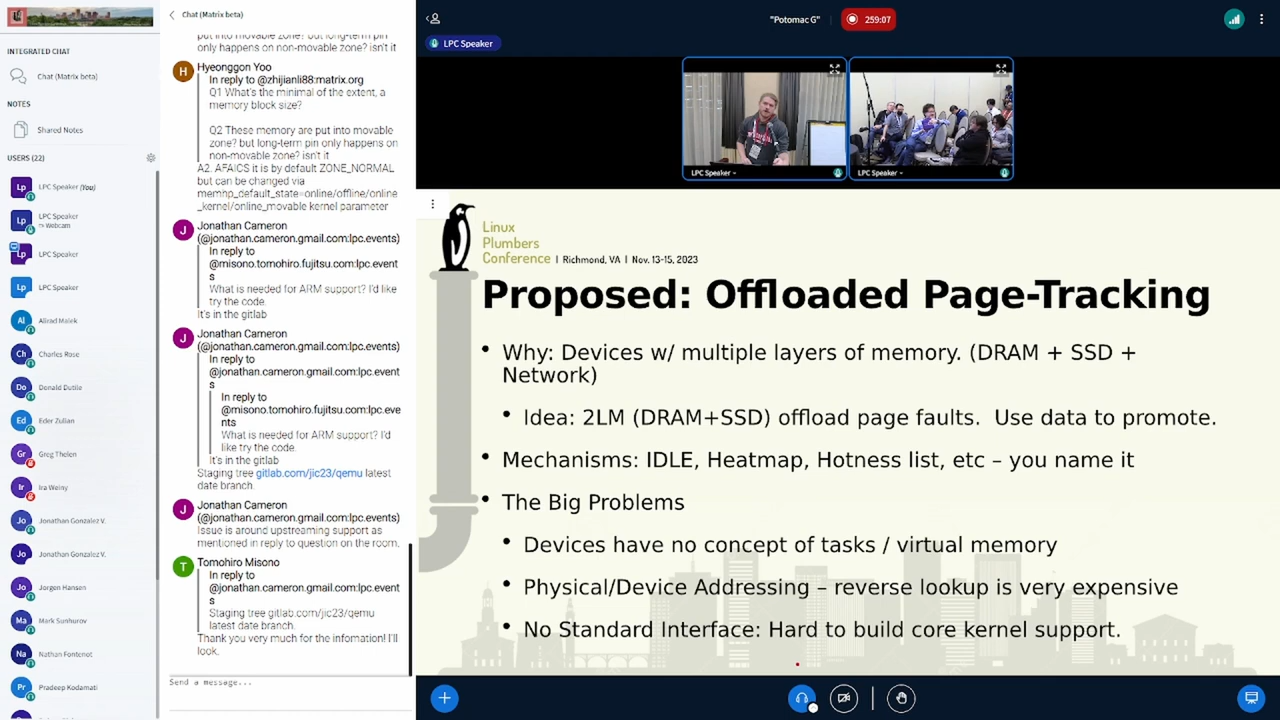 INTEGRATED CHAT
Chat (Matrix beta)
NOTES
Shared Notes
USERS (22)
Lp LPC Speaker (You)
Lp LPC Speaker
Webcam
Lp LPC Speaker
Lp LPC Speaker
Al
Ch Charles Rose
Do Donald Dutile
Ed Eder Zulian
Gr Greg Thelen
Ir Ira Weiny
Jo Jonathan Gonzalez V.
Jo Jonathan Gonzalez V.
Jo Jorgen Hansen
Ma Mark
Na Nathan Fontenot
Pr Pradeep
Chat (Matrix beta)
put into movable zone? but long-term pin
only happens on non-movable zone? isn't it
H Hyeonggon Yoo
In reply to @zhijianli88:matrix.org
Q1 What's the minimal of the extent, a
memory block size?
Q2 These memory are put into movable
zone? but long-term pin only happens on
non-movable zone? isn't it
A2. AFAICS it is by default ZONE_NORMAL
but can be changed via
memhp_default_state=online/offline/online
_kernel/online_movable kernel parameter
J Jonathan Cameron
(@jonathan.cameron.gmail.com:lpc.events)
In reply to
@misono.tomohiro.fujitsu.com:lpc.event
s
What is needed for ARM support? I'd like
try the code.
It's in the gitlab
J Jonathan Cameron
(@jonathan.cameron.gmail.com:lpc.events)
In reply to
@jonathan.cameron.gmail.com:lpc.event
s
In reply to
@misono.tomohiro.fujitsu.com:lpc.eve
nts
What is needed for ARM support? I'd
like try the code.
It's in the gitlab
Staging tree gitlab.com/jic23/qemu latest
date branch.
J Jonathan Cameron
(@jonathan.cameron.gmail.com:lpc.events)
Issue is around upstreaming support as
mentioned in reply to question on the room.
T Tomohiro Misono
In reply to
@jonathan.cameron.gmail.com:lpc.event
s
Staging tree gitlab.com/jic23/qemu
latest date branch.
Thank you very much for the infomation! I'll
look.
Send a message...
"Potomac G"
259:07
LPC Speaker
LPC Speaker
LPC Speaker
Linux
Plumbers
Conference | Richmond, VA | Nov. 13-15, 2023
Proposed: Offloaded Page-Tracking
• Why: Devices w/ multiple layers of memory. (DRAM + SSD +
Network)
• Idea: 2LM (DRAM+SSD) offload page faults. Use data to promote.
• Mechanisms: IDLE, Heatmap, Hotness list, etc – you name it
• The Big Problems
• Devices have no concept of tasks / virtual memory
• Physical/Device Addressing – reverse lookup is very expensive
• No Standard Interface: Hard to build core kernel support.